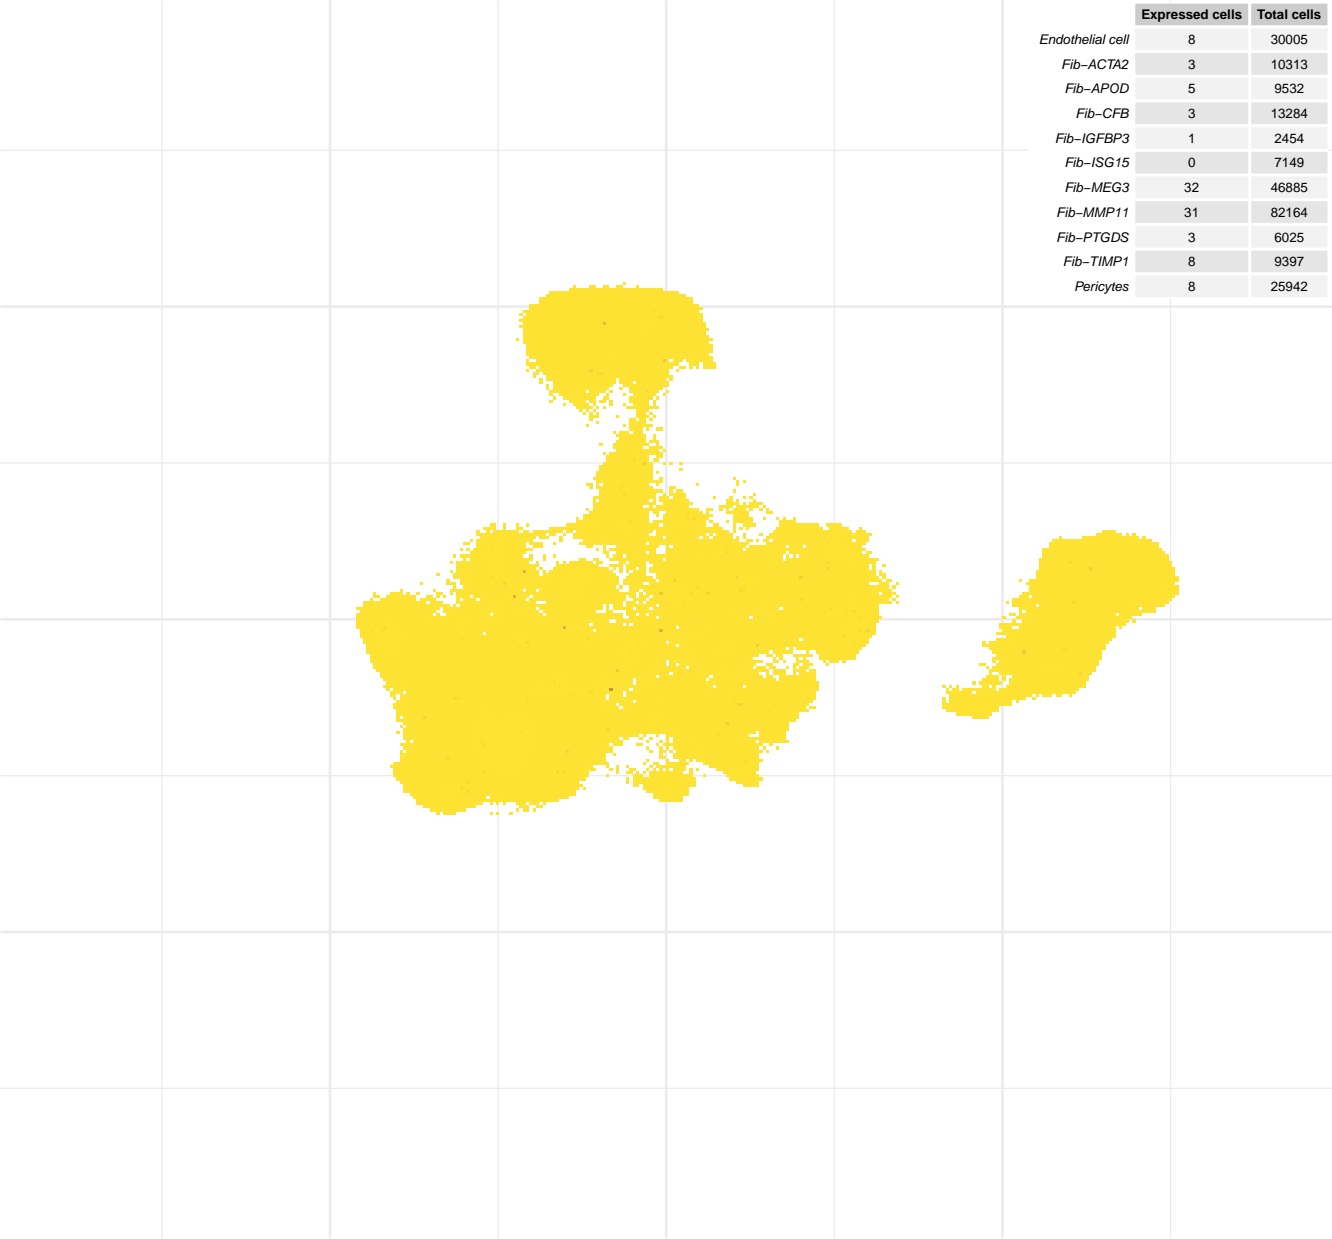 Expressed cells Total cells
Endothelial cell 8 30005
Fib−ACTA2 3 10313
Fib−APOD 5 9532
Fib−CFB 3 13284
Fib−IGFBP3 1 2454
Fib−ISG15 0 7149
Fib−MEG3 32 46885
Fib−MMP11 31 82164
Fib−PTGDS 3 6025
Fib−TIMP1 8 9397
Pericytes 8 25942